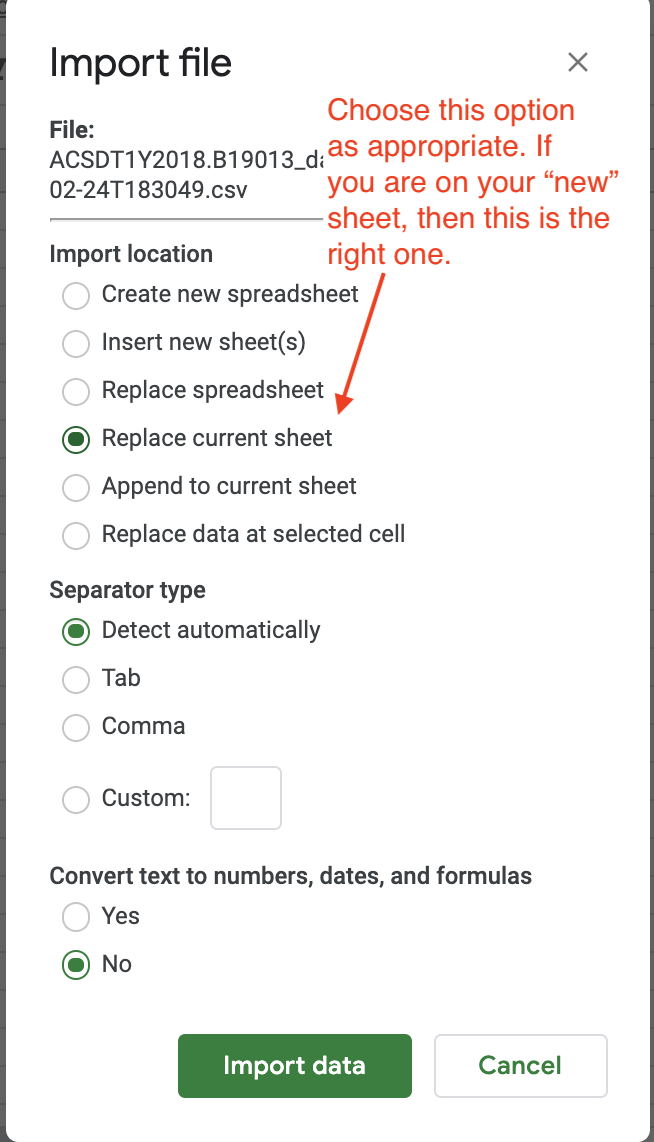 Import file
File:
ACSDT1Y2018.B19013_da
02-24T183049.csv
Choose this option
as appropriate. If
you are on your “new”
sheet, then this is the
right one.
Import location
Create new spreadsheet
Insert new sheet(s)
Replace spreadsheet
Replace current sheet
Append to current sheet
Replace data at selected cell
Separator type
Detect automatically
Tab
Comma
Custom:
Convert text to numbers, dates, and formulas
Yes
No
Import data
Cancel